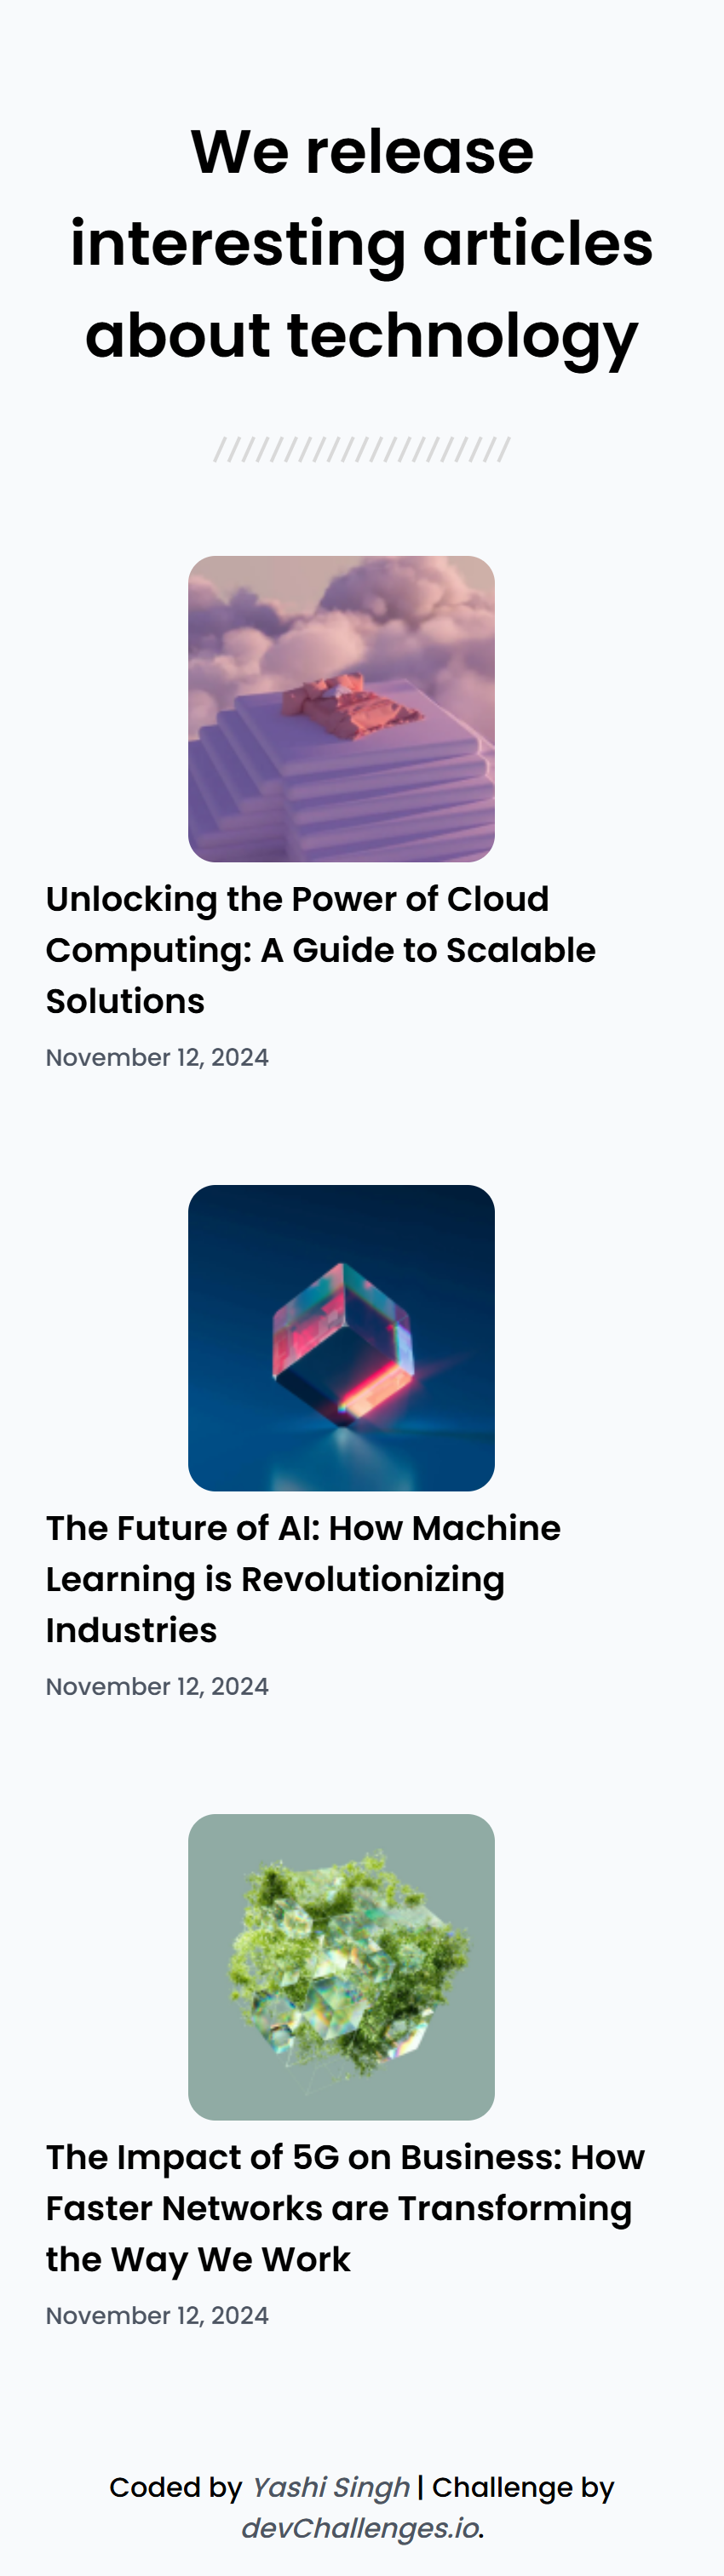 We release
interesting articles
about technology
Unlocking the Power of Cloud
Computing: A Guide to Scalable
Solutions
November 12, 2024
The Future of AI: How Machine
Learning is Revolutionizing
Industries
November 12, 2024
The Impact of 5G on Business: How
Faster Networks are Transforming
the Way We Work
November 12, 2024
Coded by Yashi Singh | Challenge by
devChallenges.io.